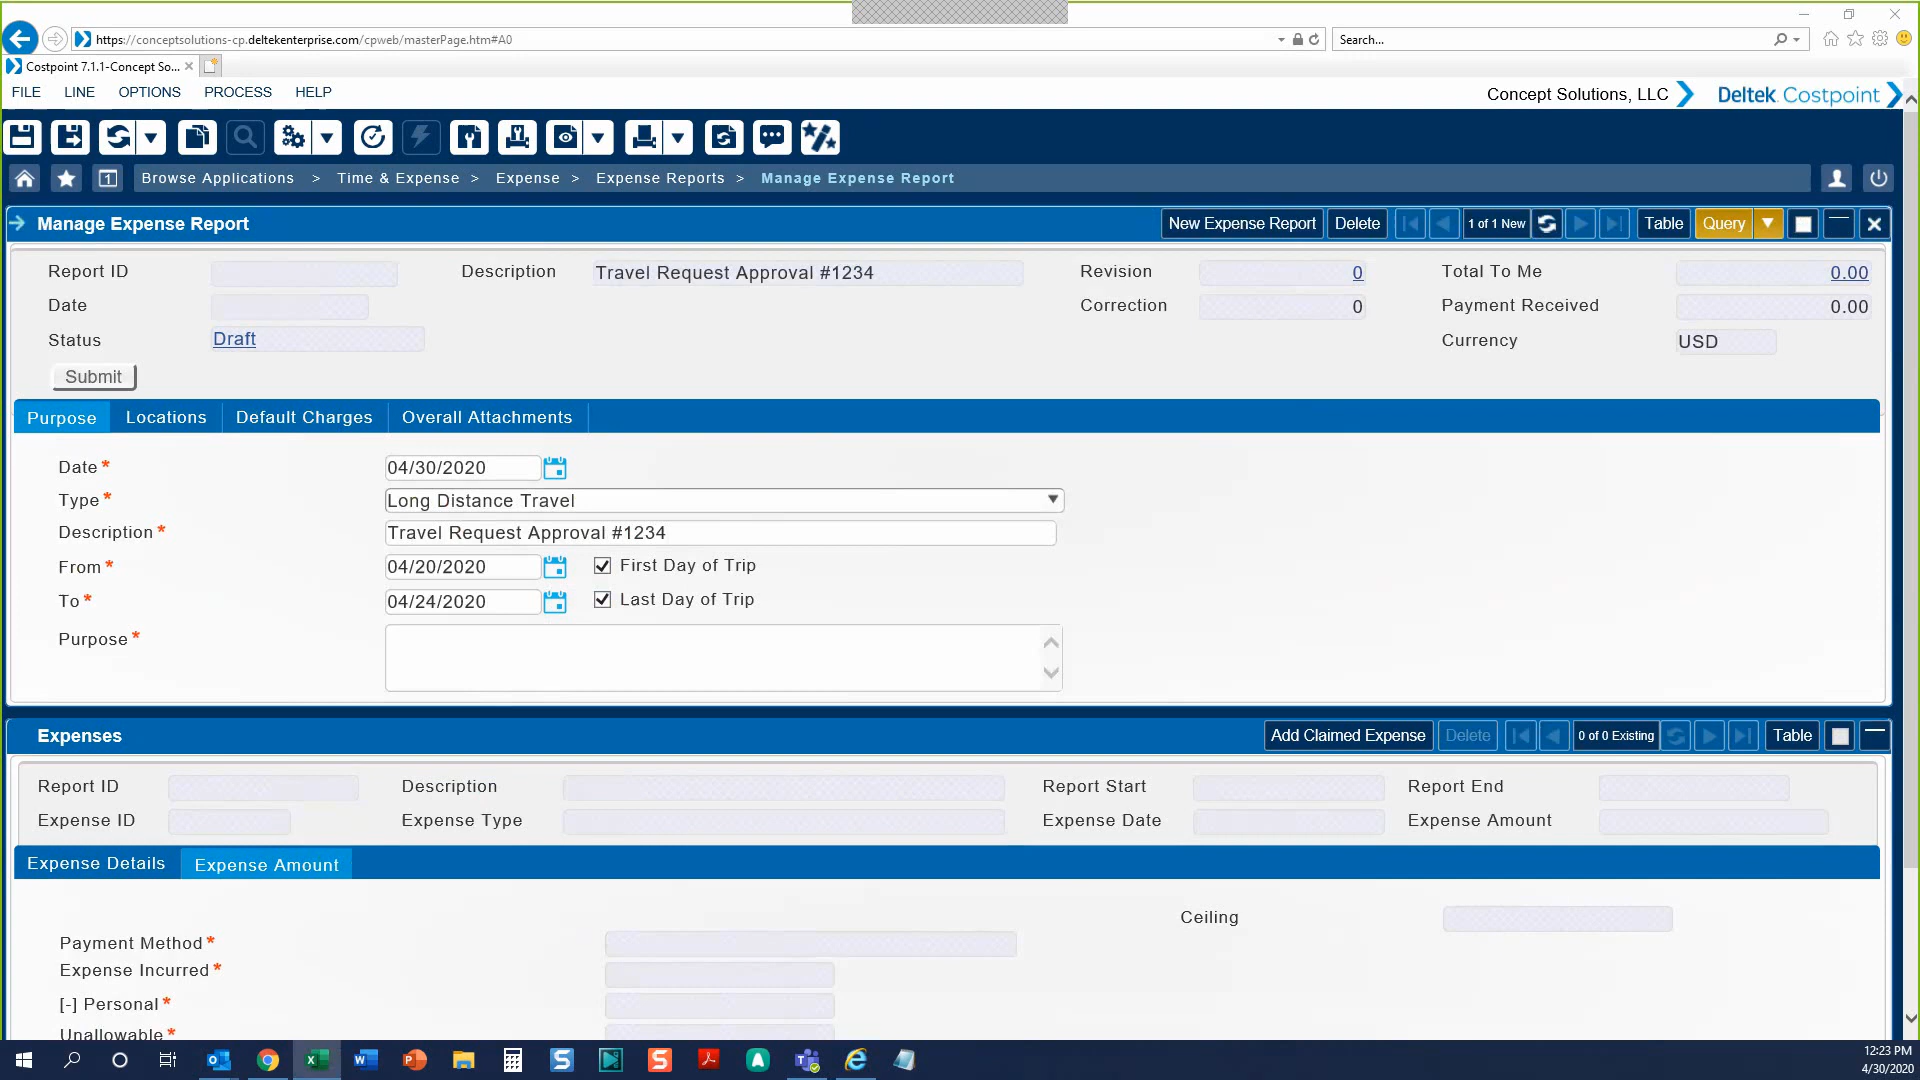 https://conceptsolutions-cp.deltekenterprise.com/cpweb/masterPage.htm#A0
Search...
Costpoint 7.1.1-Concept So...
FILE LINE OPTIONS PROCESS HELP
Concept Solutions, LLC
Deltek Costpoint
1 Browse Applications > Time & Expense > Expense > Expense Reports > Manage Expense Report
Manage Expense Report
New Expense Report Delete 1 of 1 New Table Query
Report ID Description Travel Request Approval #1234 Revision 0 Total To Me 0.00
Date Correction 0 Payment Received 0.00
Status Draft Currency USD
Submit
Purpose Locations Default Charges Overall Attachments
Date * 04/30/2020
Type * Long Distance Travel
Description * Travel Request Approval #1234
From * 04/20/2020 First Day of Trip
To * 04/24/2020 Last Day of Trip
Purpose *
Expenses
Add Claimed Expense Delete 0 of 0 Existing Table
Report ID Description Report Start Report End
Expense ID Expense Type Expense Date Expense Amount
Expense Details Expense Amount
Ceiling
Payment Method *
Expense Incurred *
[-] Personal *
Unallowable *
12:23 PM
4/30/2020